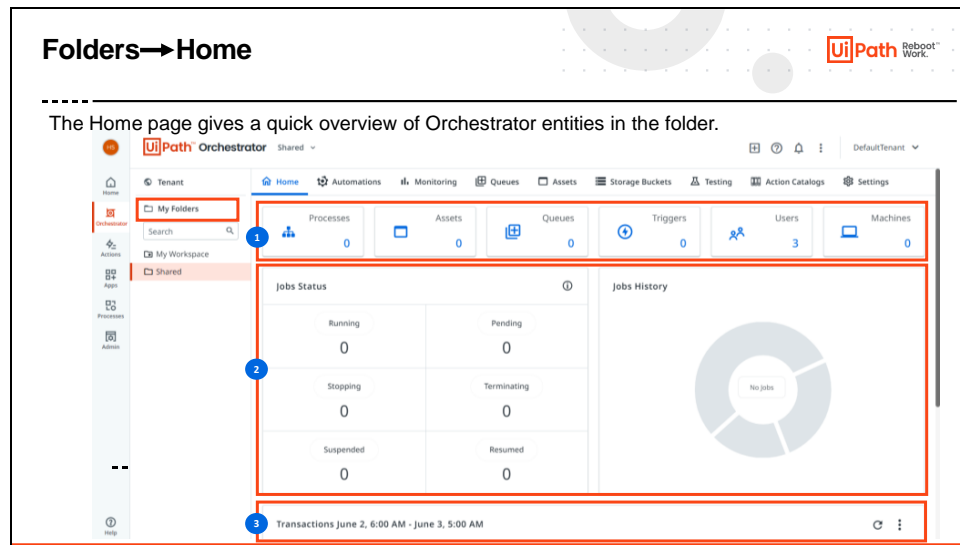 Folders→Home
UiPath™ Reboot Work.™
The Home page gives a quick overview of Orchestrator entities in the folder.
HS UiPath™ Orchestrator Shared DefaultTenant
Home Tenant Home Automations Monitoring Queues Assets Storage Buckets Testing Action Catalogs Settings
Orchestrator My Folders
Search
My Workspace
Shared
Actions
Apps
Processes
Admin
Help
1
Processes 0
Assets 0
Queues 0
Triggers 0
Users 3
Machines 0
2
Jobs Status
Running Pending
0 0
Stopping Terminating
0 0
Suspended Resumed
0 0
Jobs History
No jobs
3
Transactions June 2, 6:00 AM - June 3, 5:00 AM